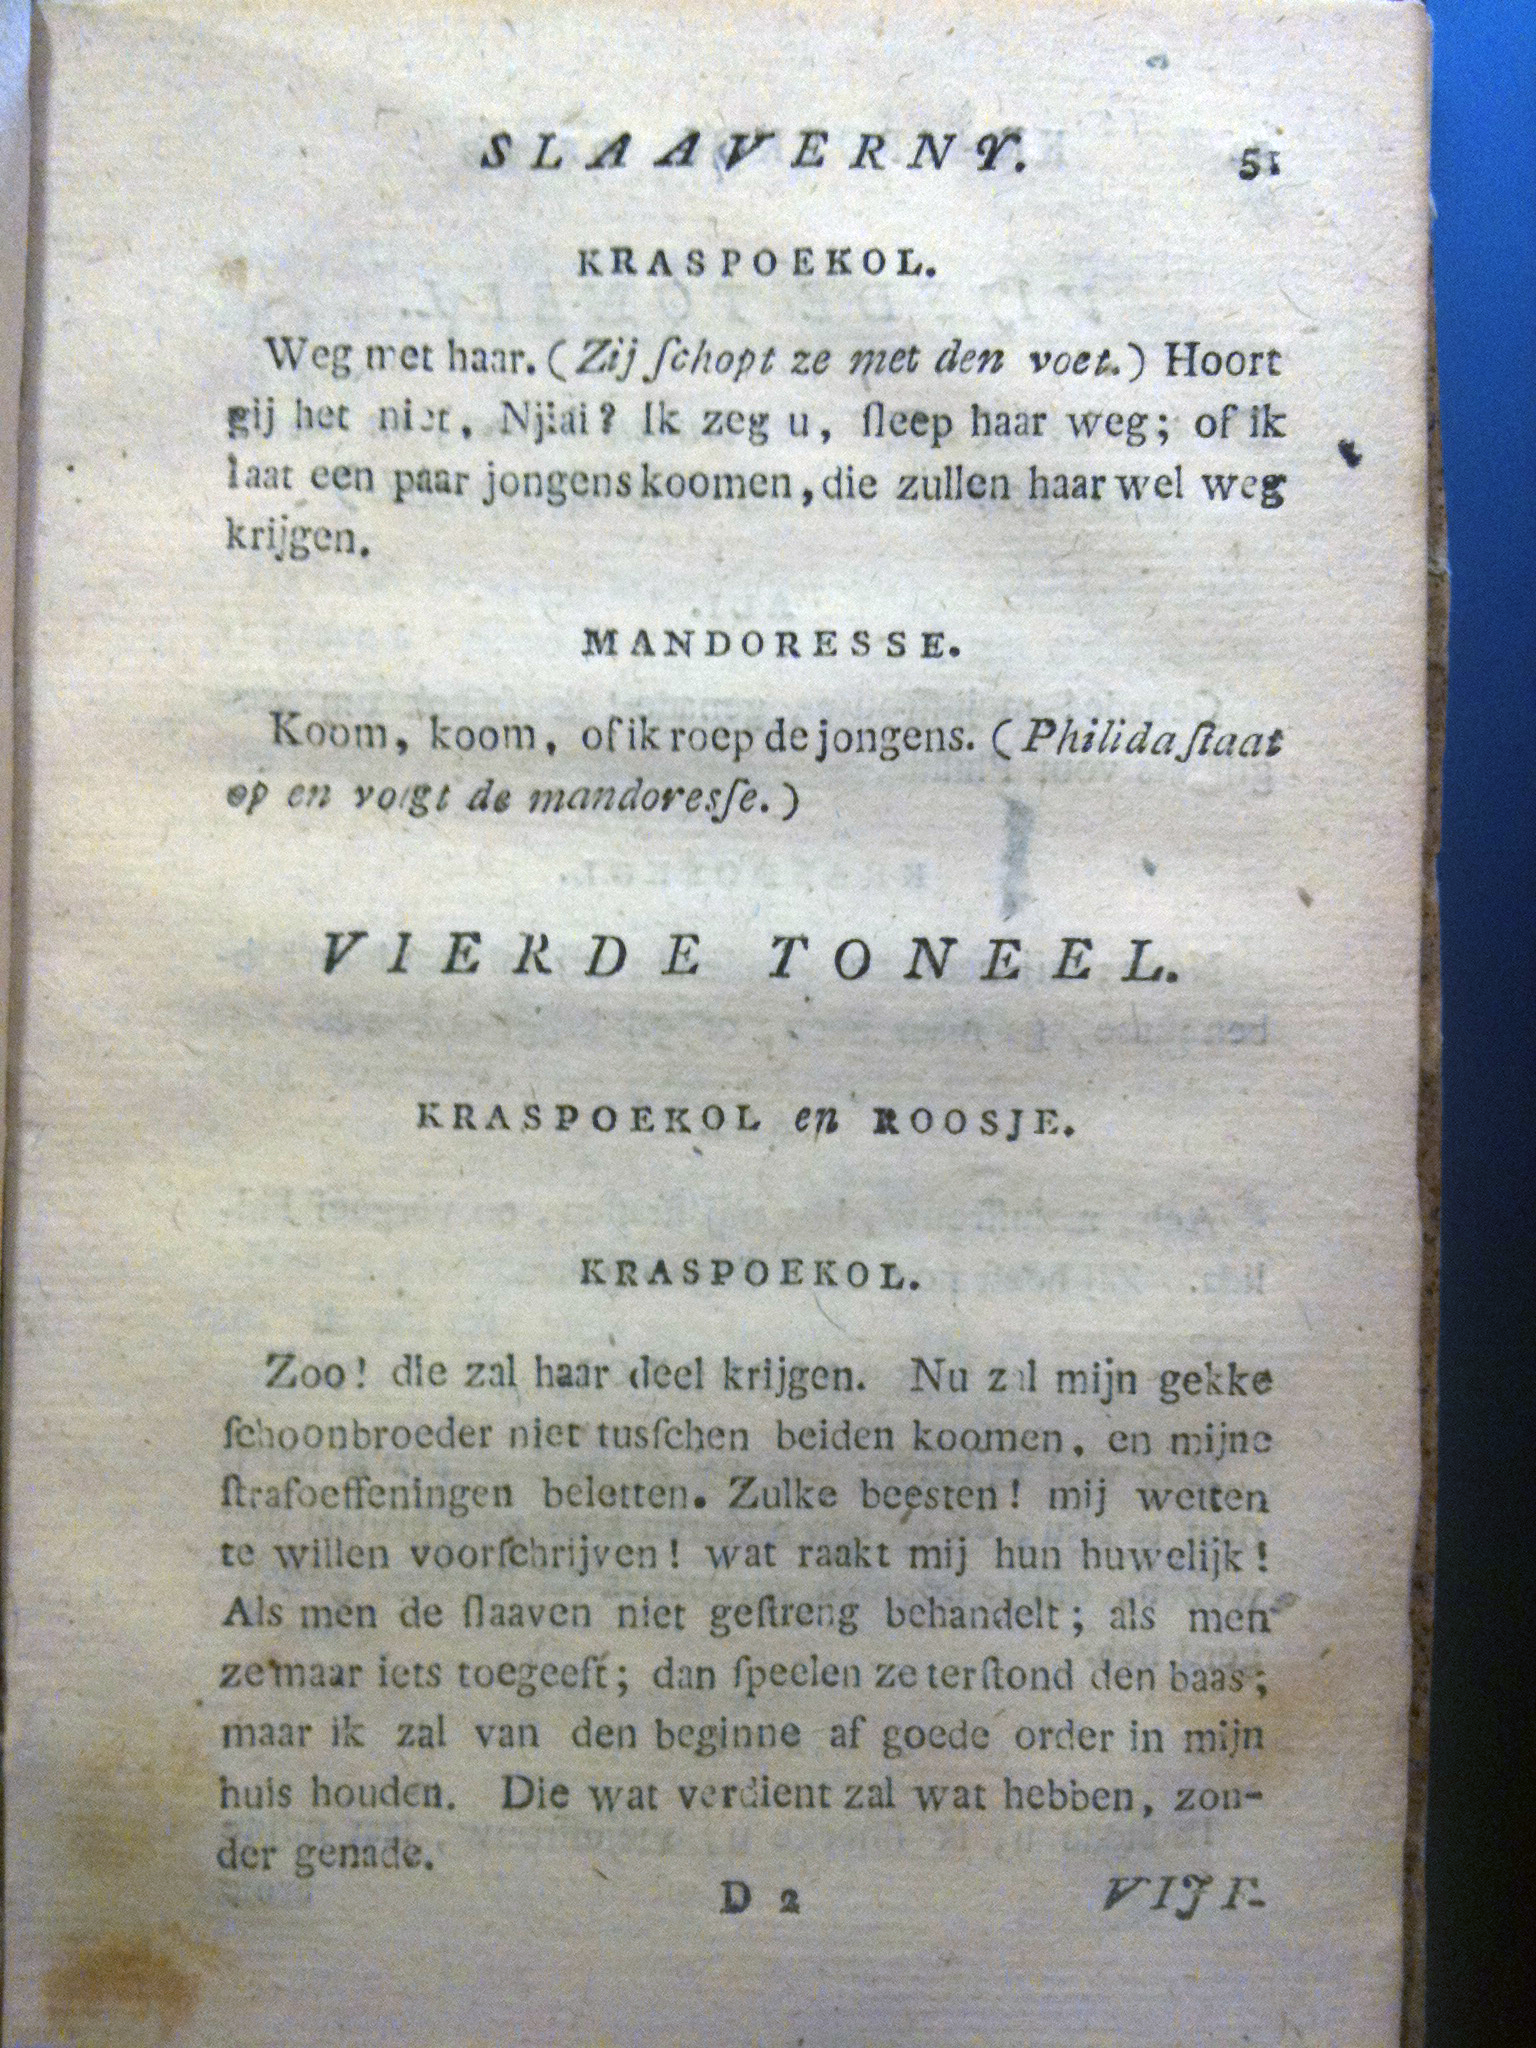 SLAAVERNY. 51
KRASPOEKOL.
Weg met haar. (Zij ſchopt ze met den voet.) Hoort
gij het niet, Njiai? Ik zeg u, ſleep haar weg; of ik
laat een paar jongens koomen, die zullen haar wel weg
krijgen.
MANDORESSE.
Koom, koom, of ik roep de jongens. (Philida ſtaat
op en volgt de mandoresſe.)
VIERDE TONEEL.
KRASPOEKOL en ROOSJE.
KRASPOEKOL.
Zoo! die zal haar deel krijgen. Nu zal mijn gekke
ſchoonbroeder niet tusſchen beiden koomen, en mijne
ſtrafoeffeningen beletten. Zulke beesten! mij wetten
te willen voorſchrijven! wat raakt mij hun huwelijk!
Als men de ſlaaven niet geſtreng behandelt; als men
ze maar iets toegeeft; dan ſpeelen ze terſtond den baas;
maar ik zal van den beginne af goede order in mijn
huis houden. Die wat verdient zal wat hebben, zon-
der genade.
D 2 VIJF-